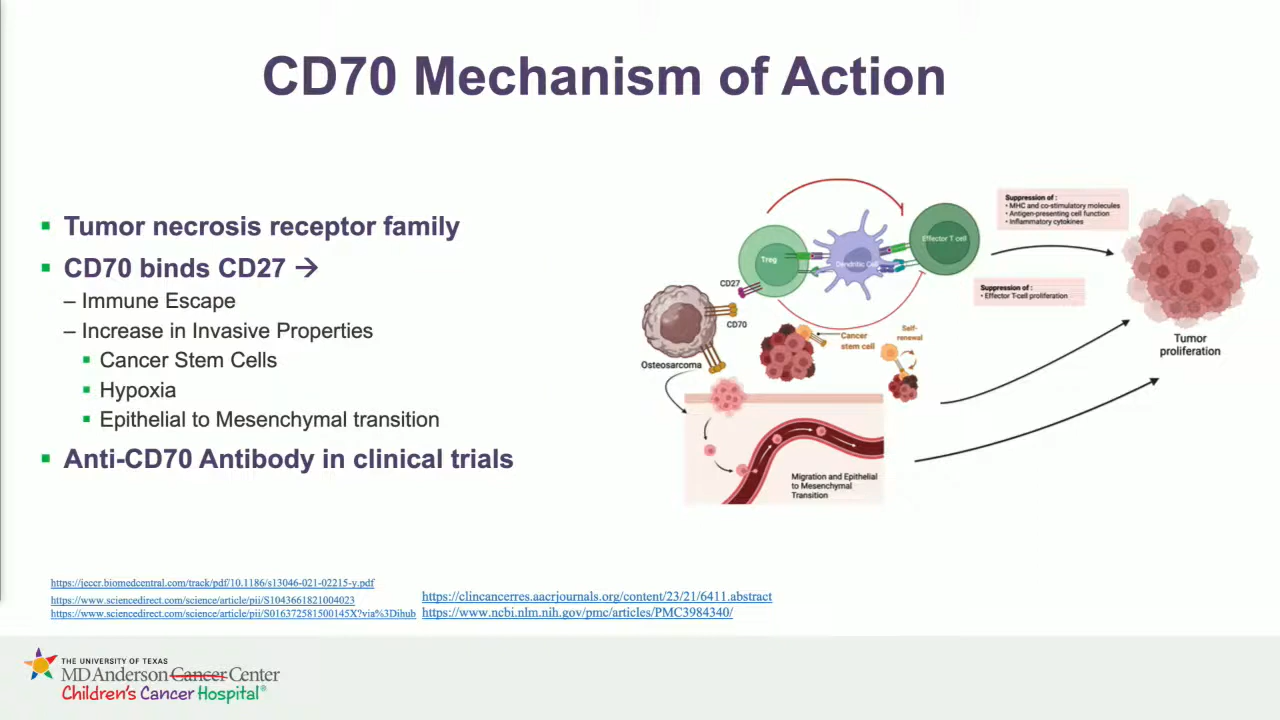 CD70 Mechanism of Action
Tumor necrosis receptor family
CD70 binds CD27 →
– Immune Escape
– Increase in Invasive Properties
Cancer Stem Cells
Hypoxia
Epithelial to Mesenchymal transition
Anti-CD70 Antibody in clinical trials
Suppression of :
• MHC and co-stimulatory molecules
• Antigen-presenting cell function
• Inflammatory cytokines
Effector T cell
Treg
Dendritic Cell
CD27
CD70
Suppression of :
• Effector T-cell proliferation
Osteosarcoma
Cancer
stem cell
Self-
renewal
Tumor
proliferation
Migration and Epithelial
to Mesenchymal
Transition
https://jeccr.biomedcentral.com/track/pdf/10.1186/s13046-021-02215-y.pdf
https://www.sciencedirect.com/science/article/pii/S1043661821004023
https://www.sciencedirect.com/science/article/pii/S016372581500145X?via%3Dihub
https://clincancerres.aacrjournals.org/content/23/21/6411.abstract
https://www.ncbi.nlm.nih.gov/pmc/articles/PMC3984340/
THE UNIVERSITY OF TEXAS
MD Anderson Cancer Center
Children's Cancer Hospital®